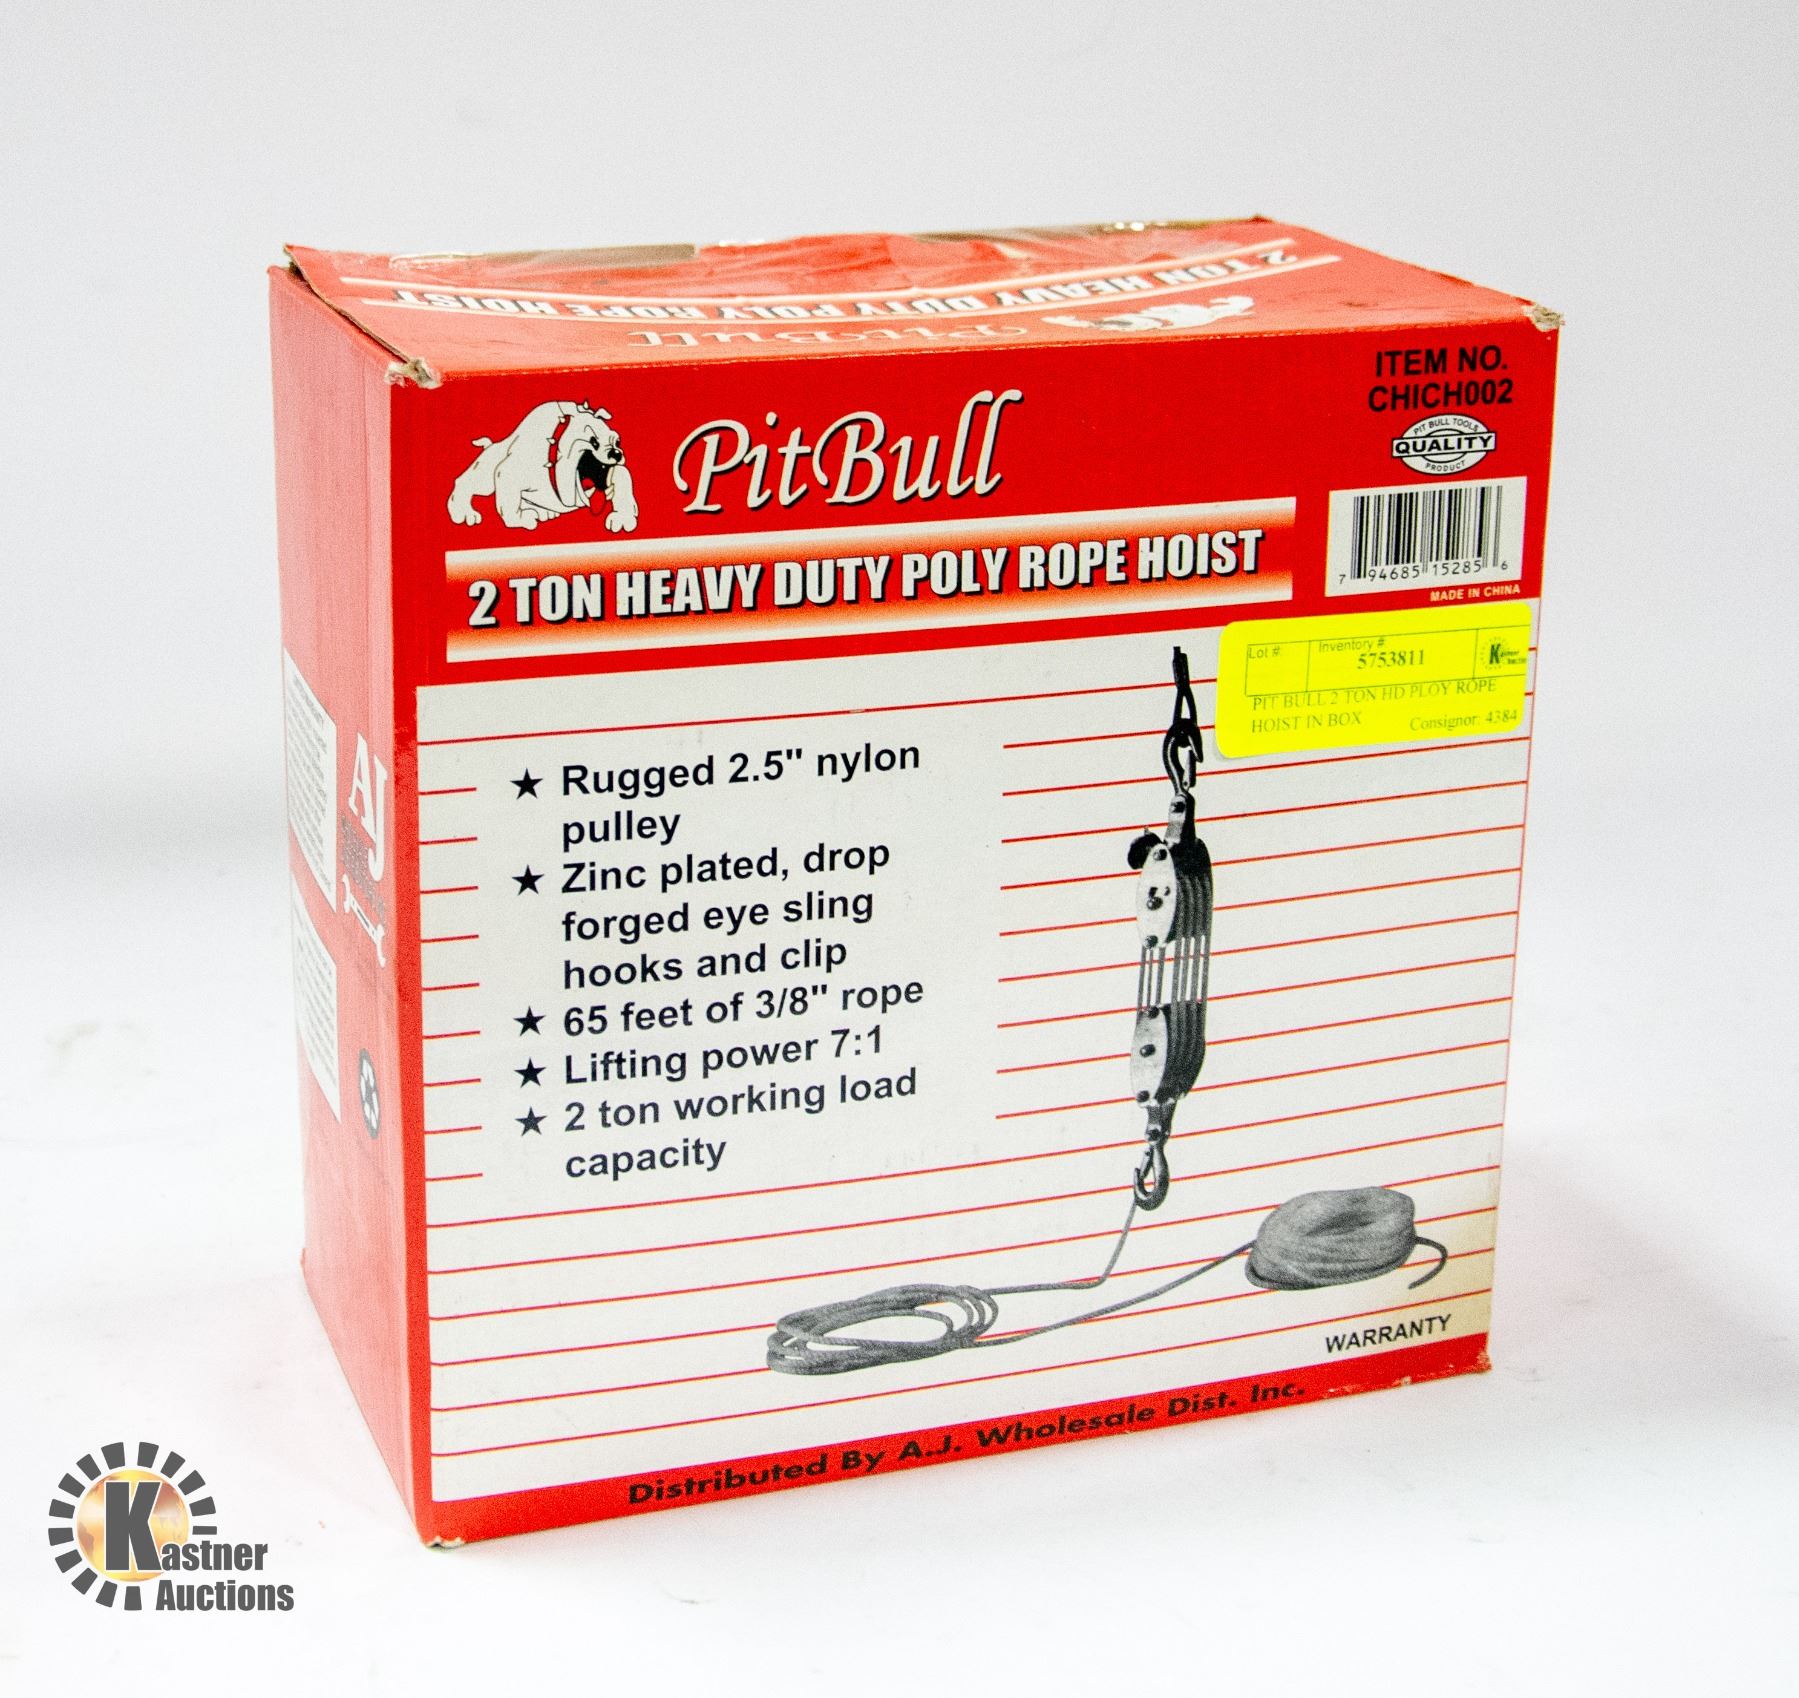 2 TON HEAVY DUTY POLY ROPE HOIST
PitBull
PitBull
ITEM NO.
CHICH002
PIT BULL TOOLS
QUALITY
PRODUCT
2 TON HEAVY DUTY POLY ROPE HOIST
7 94685 15285 6
MADE IN CHINA
Lot #:
Inventory #
5753811
K
PIT BULL 2 TON HD PLOY ROPE
HOIST IN BOX
Consignor: 4384
★ Rugged 2.5" nylon
pulley
★ Zinc plated, drop
forged eye sling
hooks and clip
★ 65 feet of 3/8" rope
★ Lifting power 7:1
★ 2 ton working load
capacity
AJ
WARRANTY
Distributed By A.J. Wholesale Dist. Inc.
Kastner
Auctions